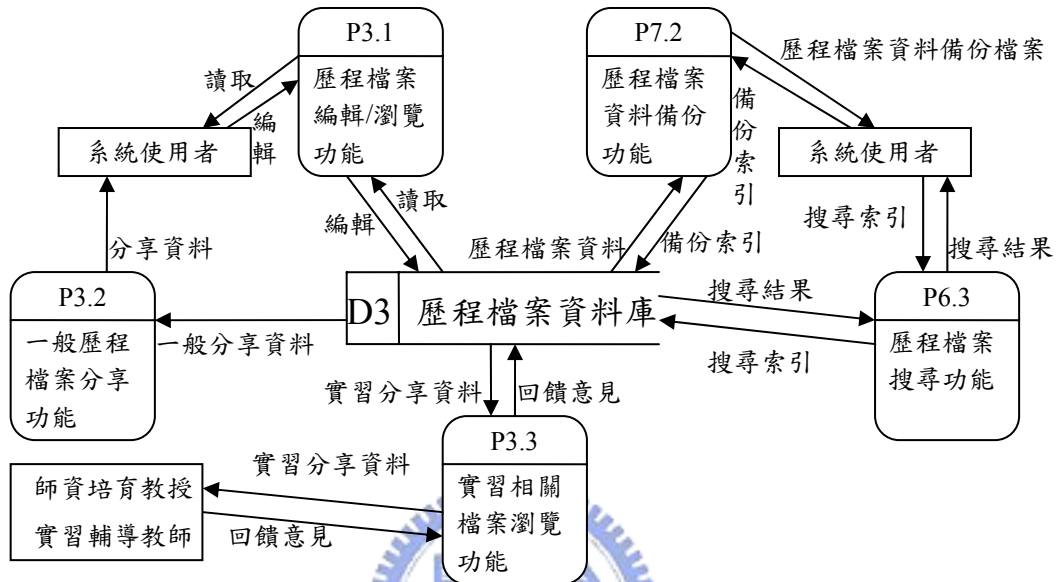 P3.1
歷程檔案
編輯/瀏覽
功能
P7.2
歷程檔案
資料備份
功能
讀取
編
輯
歷程檔案資料備份檔案
備
份
索
引
系統使用者
系統使用者
編輯
讀取
歷程檔案資料
備份索引
搜尋索引
搜尋結果
分享資料
P3.2
一般歷程
檔案分享
功能
一般分享資料
D3
歷程檔案資料庫
搜尋結果
搜尋索引
P6.3
歷程檔案
搜尋功能
實習分享資料
回饋意見
P3.3
實習相關
檔案瀏覽
功能
實習分享資料
回饋意見
師資培育教授
實習輔導教師